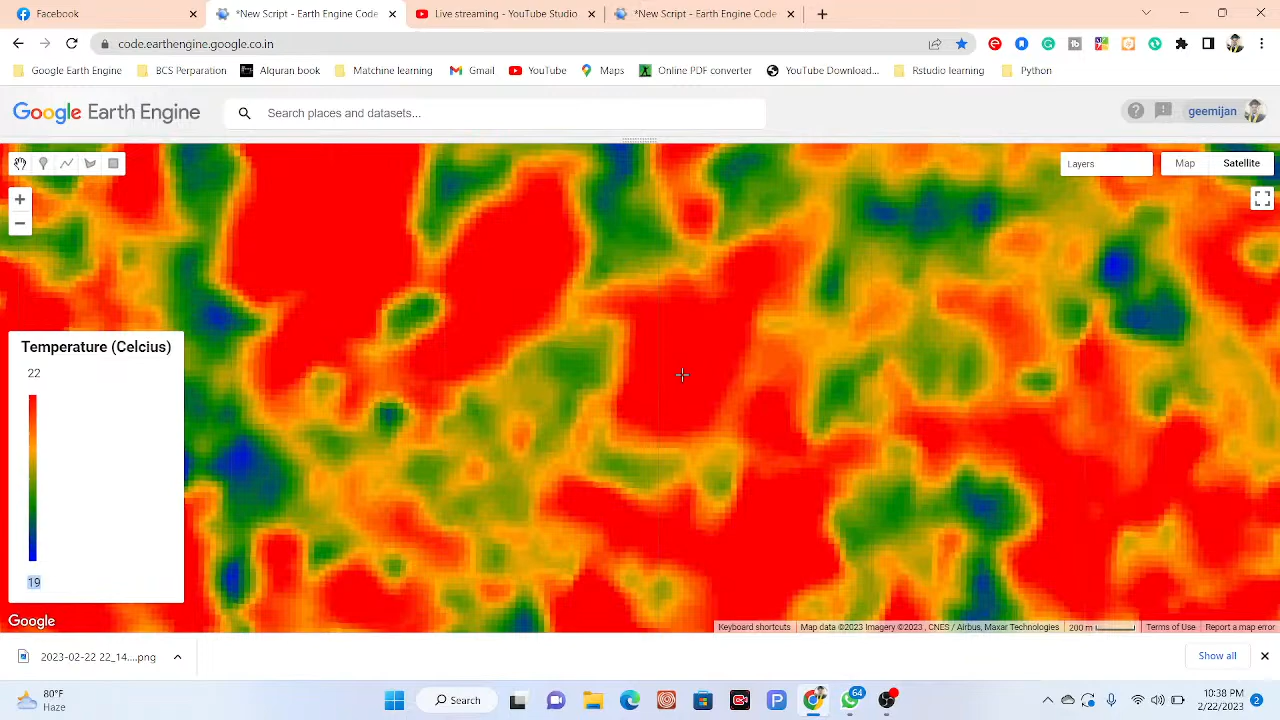 Facebook
*New Script - Earth Engine Code
Live streaming - YouTube Studio
*New Script - Earth Engine Code
code.earthengine.google.co.in
Google Earth Engine
BCS Perparation
Alquran
Matchine learning
Gmail
YouTube
Maps
Online PDF converter
YouTube Download...
Rstudio learning
Python
Google Earth Engine
Search places and datasets...
geemijan
Layers
Map
Satellite
Temperature (Celcius)
22
19
Google
Keyboard shortcuts
Map data ©2023 Imagery ©2023 , CNES / Airbus, Maxar Technologies
200 m
Terms of Use
Report a map error
2023-02-22 22_14....png
Show all
80°F
Haze
Search
64
10:38 PM
2/22/2023
2